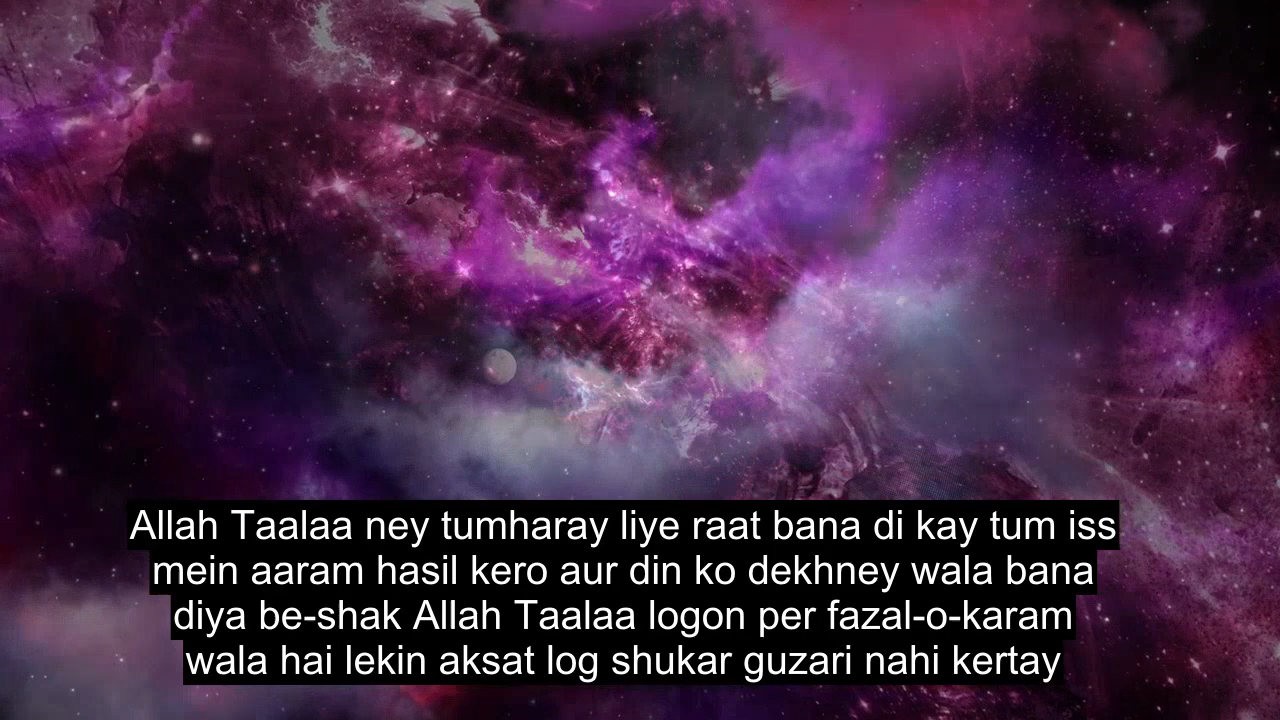 Allah Taalaa ney tumharay liye raat bana di kay tum iss
mein aaram hasil kero aur din ko dekhney wala bana
diya be-shak Allah Taalaa logon per fazal-o-karam
wala hai lekin aksat log shukar guzari nahi kertay